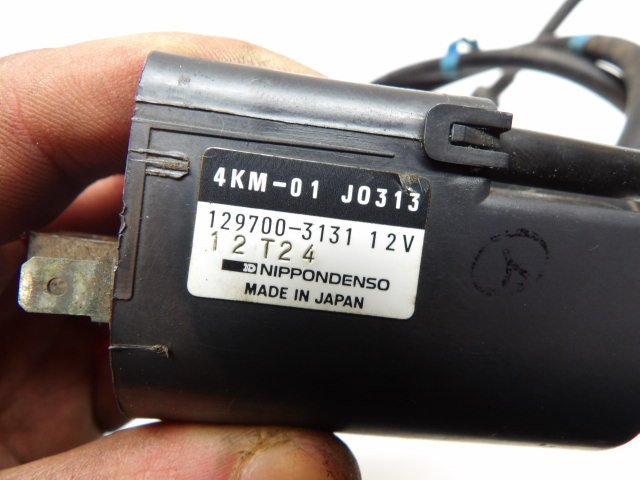 4KM-01 J0313
129700-3131 12V
12T24
NIPPONDENSO
MADE IN JAPAN